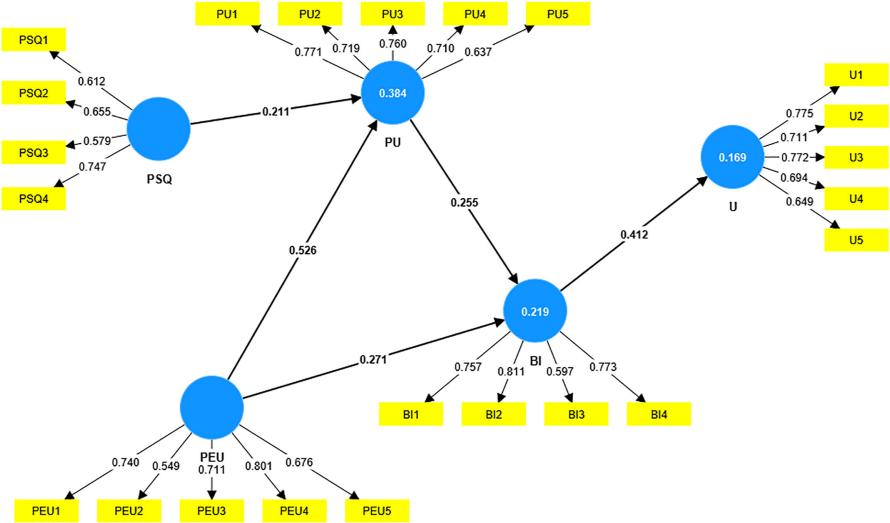 PU1 PU2 PU3 PU4 PU5
PSQ1
0.771 0.719 0.760 0.710 0.637
0.612
PSQ2
0.655
0.384
0.211
PSQ3
0.579
PU
PSQ4
0.747
PSQ
U1
0.775
U2
0.711
0.169
0.772
U3
0.694
U4
U
0.649
U5
0.255
0.412
0.526
0.219
0.271
BI
0.757 0.811 0.597 0.773
BI1 BI2 BI3 BI4
PEU
0.740 0.549 0.711 0.801 0.676
PEU1 PEU2 PEU3 PEU4 PEU5